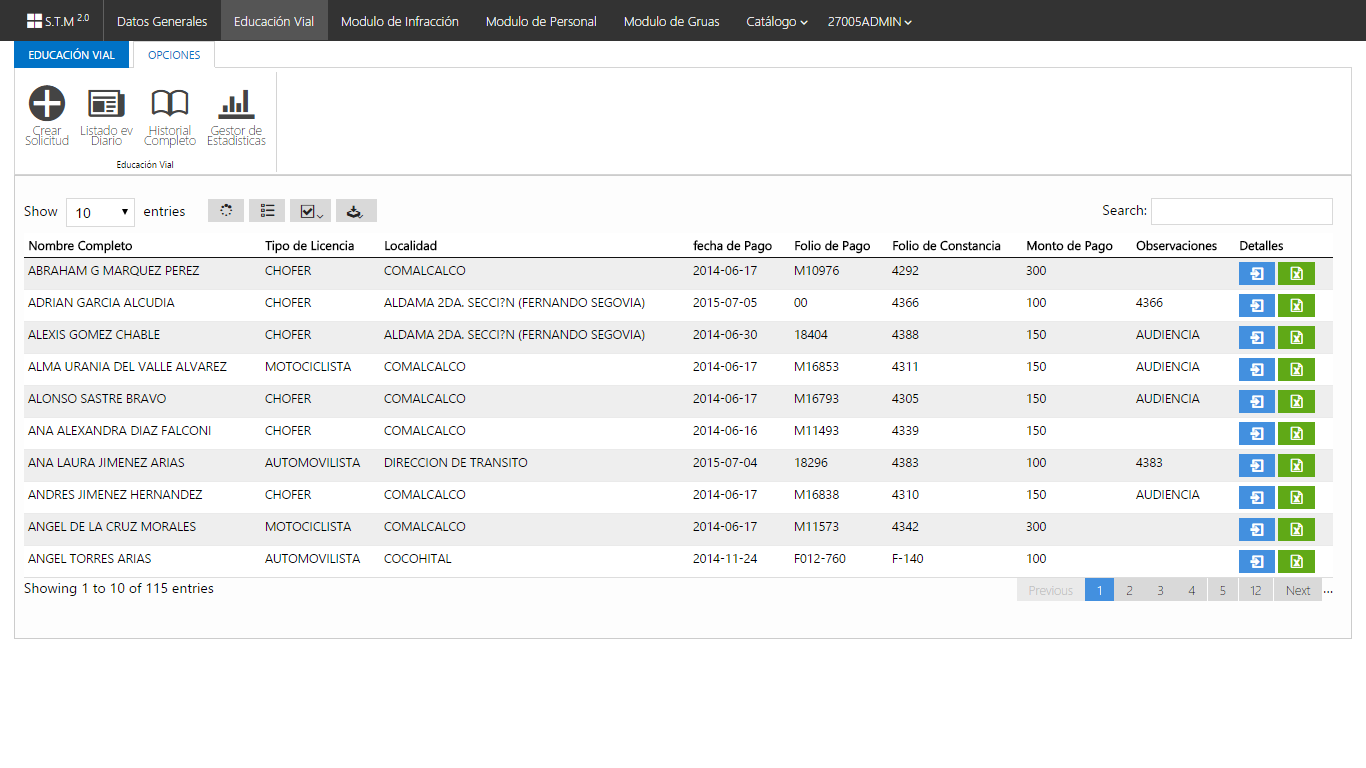 S.T.M 2.0 Datos Generales Educación Vial Modulo de Infracción Modulo de Personal Modulo de Gruas Catálogo 27005ADMIN
EDUCACIÓN VIAL OPCIONES
Crear Solicitud
Listado ev Diario
Historial Completo
Gestor de Estadisticas
Educación Vial
Show 10 entries Search:
Nombre Completo Tipo de Licencia Localidad fecha de Pago Folio de Pago Folio de Constancia Monto de Pago Observaciones Detalles
ABRAHAM G MARQUEZ PEREZ CHOFER COMALCALCO 2014-06-17 M10976 4292 300
ADRIAN GARCIA ALCUDIA CHOFER ALDAMA 2DA. SECCI?N (FERNANDO SEGOVIA) 2015-07-05 00 4366 100 4366
ALEXIS GOMEZ CHABLE CHOFER ALDAMA 2DA. SECCI?N (FERNANDO SEGOVIA) 2014-06-30 18404 4388 150 AUDIENCIA
ALMA URANIA DEL VALLE ALVAREZ MOTOCICLISTA COMALCALCO 2014-06-17 M16853 4311 150 AUDIENCIA
ALONSO SASTRE BRAVO CHOFER COMALCALCO 2014-06-17 M16793 4305 150 AUDIENCIA
ANA ALEXANDRA DIAZ FALCONI CHOFER COMALCALCO 2014-06-16 M11493 4339 150
ANA LAURA JIMENEZ ARIAS AUTOMOVILISTA DIRECCION DE TRANSITO 2015-07-04 18296 4383 100 4383
ANDRES JIMENEZ HERNANDEZ CHOFER COMALCALCO 2014-06-17 M16838 4310 150 AUDIENCIA
ANGEL DE LA CRUZ MORALES MOTOCICLISTA COMALCALCO 2014-06-17 M11573 4342 300
ANGEL TORRES ARIAS AUTOMOVILISTA COCOHITAL 2014-11-24 F012-760 F-140 100
Showing 1 to 10 of 115 entries Previous 1 2 3 4 5 12 Next ...